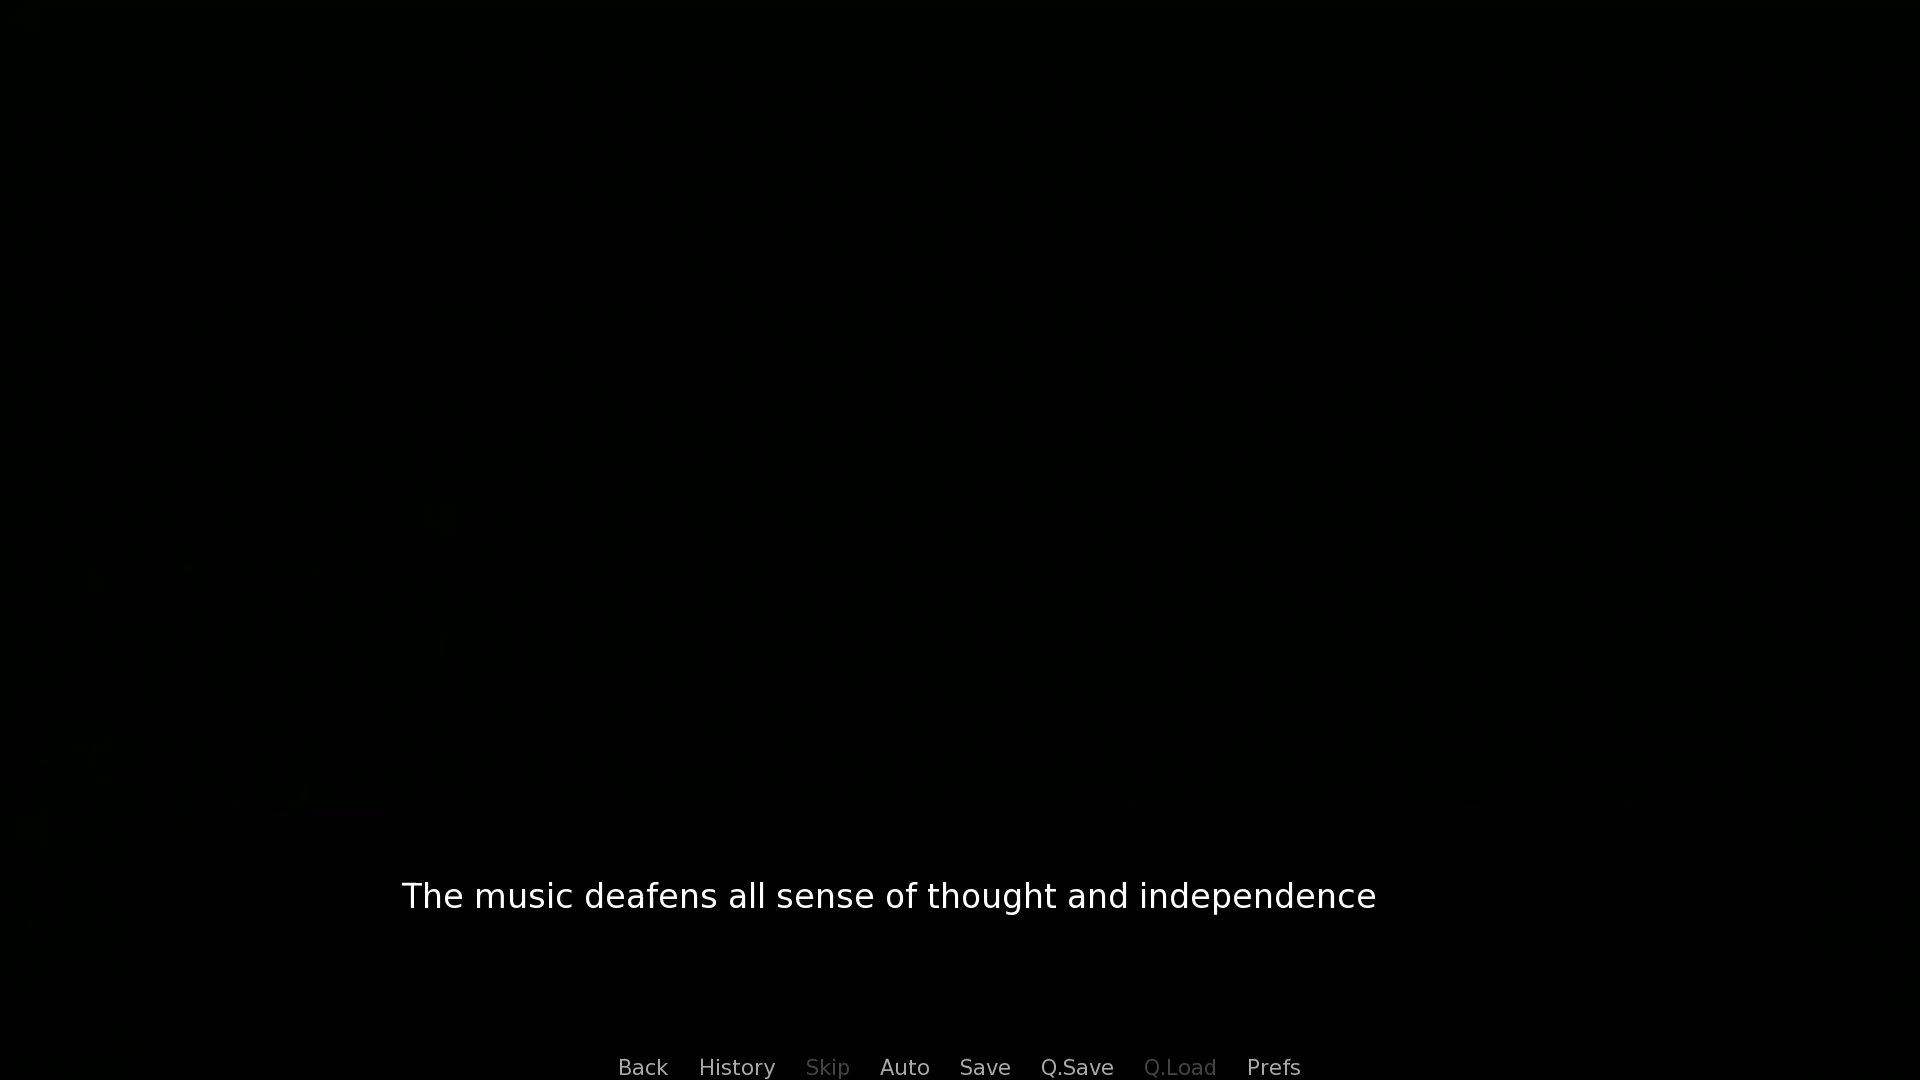 The music deafens all sense of thought and independence
Back History Skip Auto Save Q.Save Q.Load Prefs